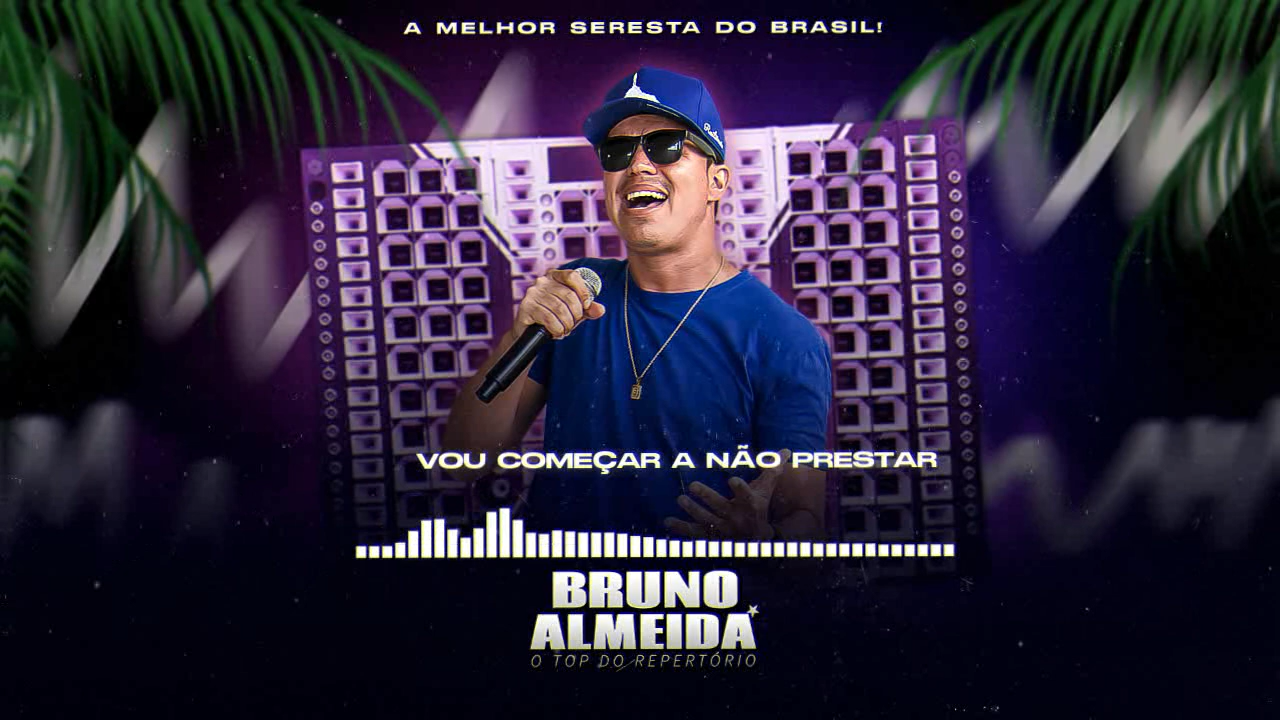 A MELHOR SERESTA DO BRASIL!
VOU COMEÇAR A NÃO PRESTAR
BRUNO
ALMEIDA
O TOP DO REPERTÓRIO